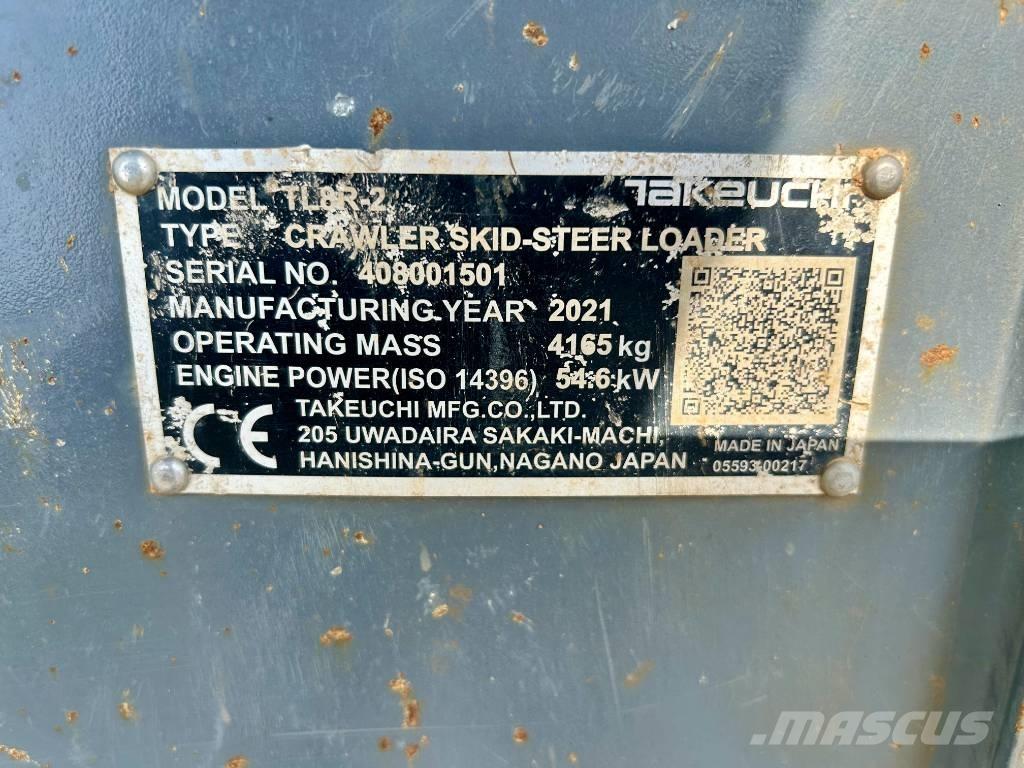 MODEL TL8R-2 TAKEUCHI
TYPE CRAWLER SKID-STEER LOADER
SERIAL NO. 408001501
MANUFACTURING YEAR 2021
OPERATING MASS 4165 kg
ENGINE POWER(ISO 14396) 54.6 kW
CE TAKEUCHI MFG.CO.,LTD.
205 UWADAIRA SAKAKI-MACHI,
HANISHINA-GUN,NAGANO JAPAN
MADE IN JAPAN
05593-00217
MASCUS